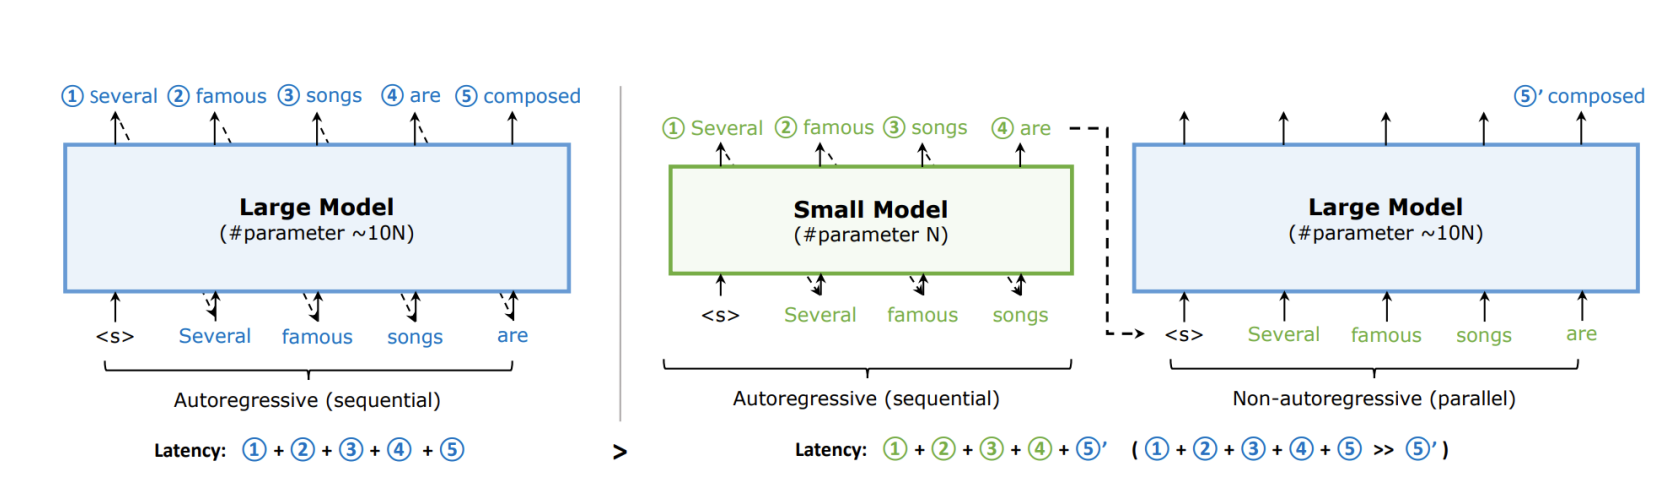 ① Several ② famous ③ songs ④ are ⑤ composed
Large Model
(#parameter ~10N)
<s> Several famous songs are
Autoregressive (sequential)
Latency: ① + ② + ③ + ④ + ⑤
>
① Several ② famous ③ songs ④ are
Small Model
(#parameter N)
<s> Several famous songs
Autoregressive (sequential)
⑤’ composed
Large Model
(#parameter ~10N)
<s> Several famous songs are
Non-autoregressive (parallel)
Latency: ① + ② + ③ + ④ + ⑤’ ( ① + ② + ③ + ④ + ⑤ >> ⑤’ )